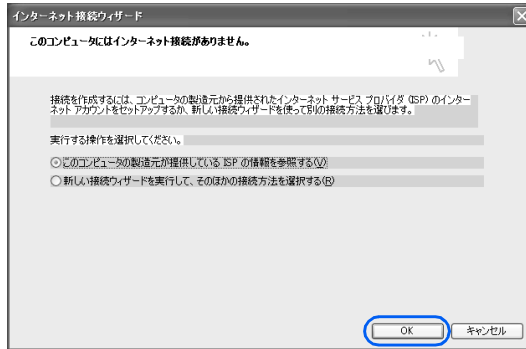 インターネット接続ウィザード
このコンピュータにはインターネット接続がありません。
接続を作成するには、コンピュータの製造元から提供されたインターネット サービス プロバイダ (ISP) のインター
ネット アカウントをセットアップするか、新しい接続ウィザードを使って別の接続方法を選びます。
実行する操作を選択してください。
このコンピュータの製造元が提供している ISP の情報を参照する(V)
新しい接続ウィザードを実行して、そのほかの接続方法を選択する(R)
OK キャンセル